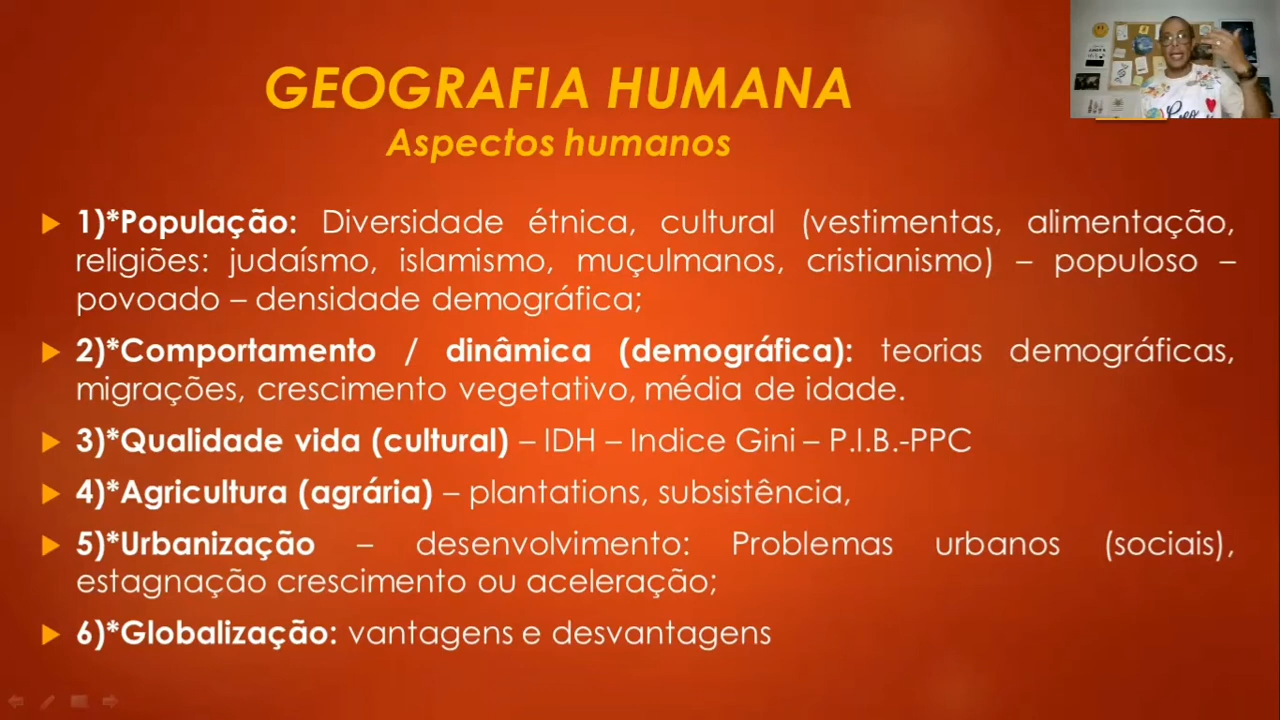 GEOGRAFIA HUMANA
Aspectos humanos
1)*População: Diversidade étnica, cultural (vestimentas, alimentação,
religiões: judaísmo, islamismo, muçulmanos, cristianismo) – populoso –
povoado – densidade demográfica;
2)*Comportamento / dinâmica (demográfica): teorias demográficas,
migrações, crescimento vegetativo, média de idade.
3)*Qualidade vida (cultural) – IDH – Indice Gini – P.I.B.-PPC
4)*Agricultura (agrária) – plantations, subsistência,
5)*Urbanização – desenvolvimento: Problemas urbanos (sociais),
estagnação crescimento ou aceleração;
6)*Globalização: vantagens e desvantagens
Geo